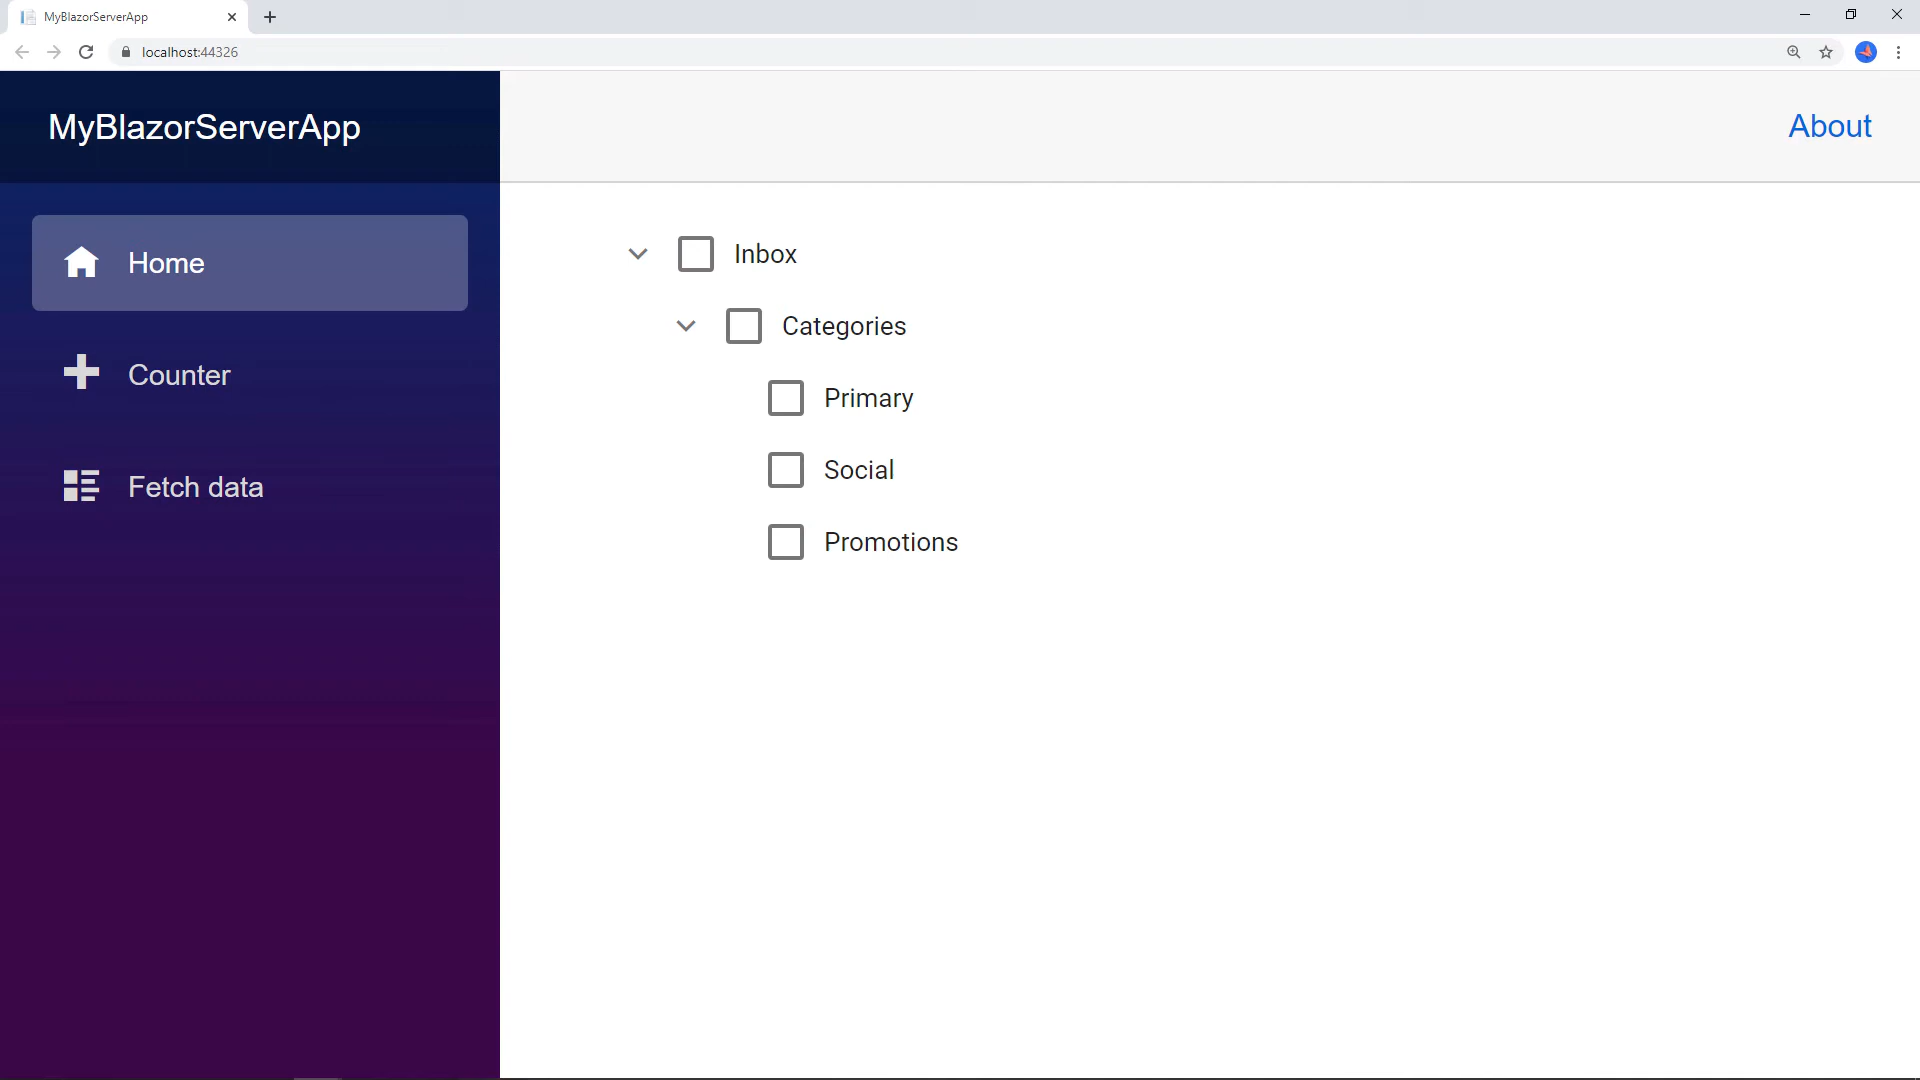 MyBlazorServerApp
localhost:44326
MyBlazorServerApp
About
Home
Counter
Fetch data
Inbox
Categories
Primary
Social
Promotions